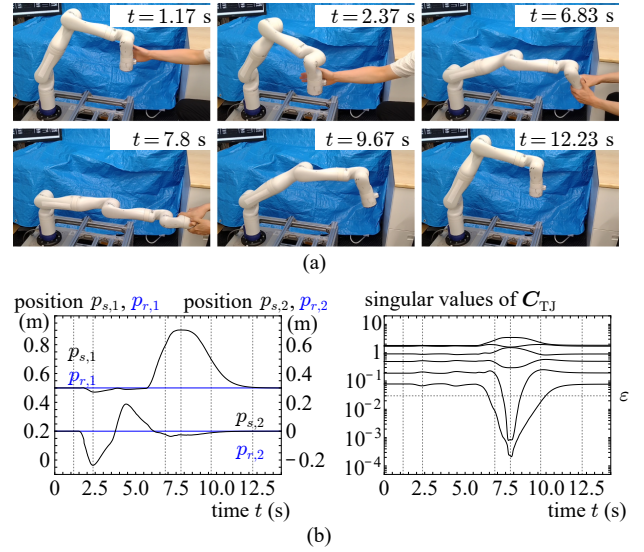 t = 1.17 s
t = 2.37 s
t = 6.83 s
t = 7.8 s
t = 9.67 s
t = 12.23 s
(a)
position p_{s,1}, p_{r,1}
position p_{s,2}, p_{r,2}
singular values of C_{TJ}
(m)
(m)
0.8
0.6
0.4
0.2
0
p_{s,1}
p_{r,1}
p_{s,2}
p_{r,2}
0.2
0
−0.2
0 2.5 5.0 7.5 10.0 12.5
time t (s)
10
1
10^{−1}
10^{−2}
10^{−3}
10^{−4}
ε
0 2.5 5.0 7.5 10.0 12.5
time t (s)
(b)